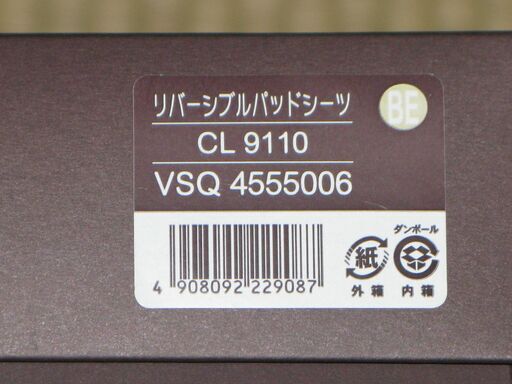 リバーシブルパッドシーツ
BE
CL 9110
VSQ 4555006
ダンボール
紙
外箱 内箱
4 908092 229087